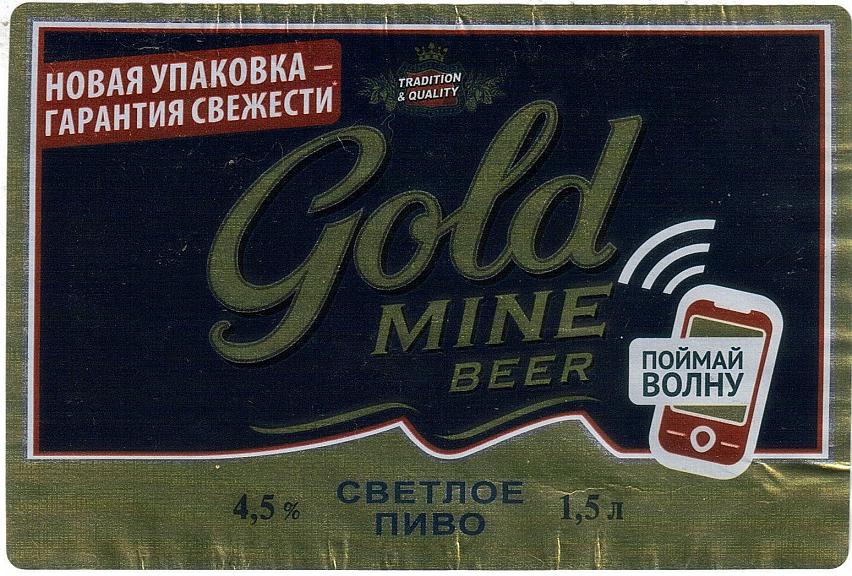 НОВАЯ УПАКОВКА –
ГАРАНТИЯ СВЕЖЕСТИ*
TRADITION
& QUALITY
Gold
MINE
BEER
ПОЙМАЙ
ВОЛНУ
4,5 %
СВЕТЛОЕ
ПИВО
1,5 л